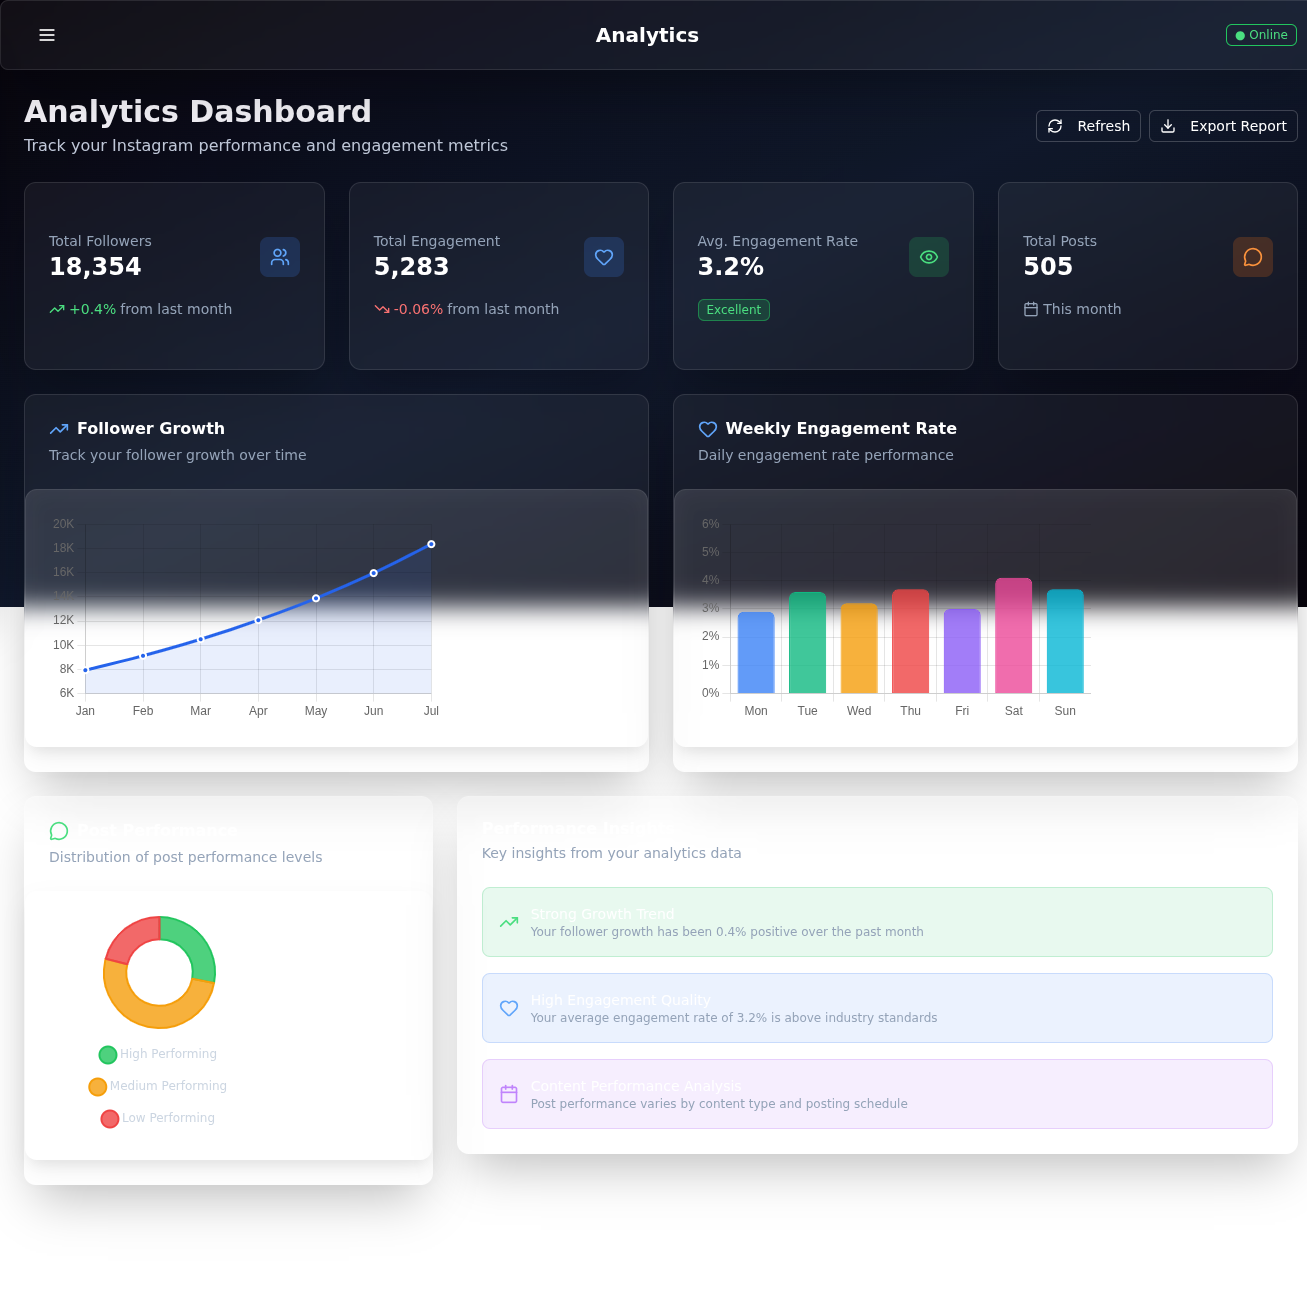 Analytics
Online
Analytics Dashboard
Track your Instagram performance and engagement metrics
Refresh
Export Report
Total Followers
18,354
+0.4% from last month
Total Engagement
5,283
-0.06% from last month
Avg. Engagement Rate
3.2%
Excellent
Total Posts
505
This month
Follower Growth
Track your follower growth over time
20K
18K
16K
14K
12K
10K
8K
6K
Jan Feb Mar Apr May Jun Jul
Weekly Engagement Rate
Daily engagement rate performance
6%
5%
4%
3%
2%
1%
0%
Mon Tue Wed Thu Fri Sat Sun
Post Performance
Distribution of post performance levels
High Performing
Medium Performing
Low Performing
Performance
Key insights from your analytics data
Strong Growth Trend
Your follower growth has been 0.4% positive over the past month
High Engagement Quality
Your average engagement rate of 3.2% is above industry standards
Content Performance Analysis
Post performance varies by content type and posting schedule